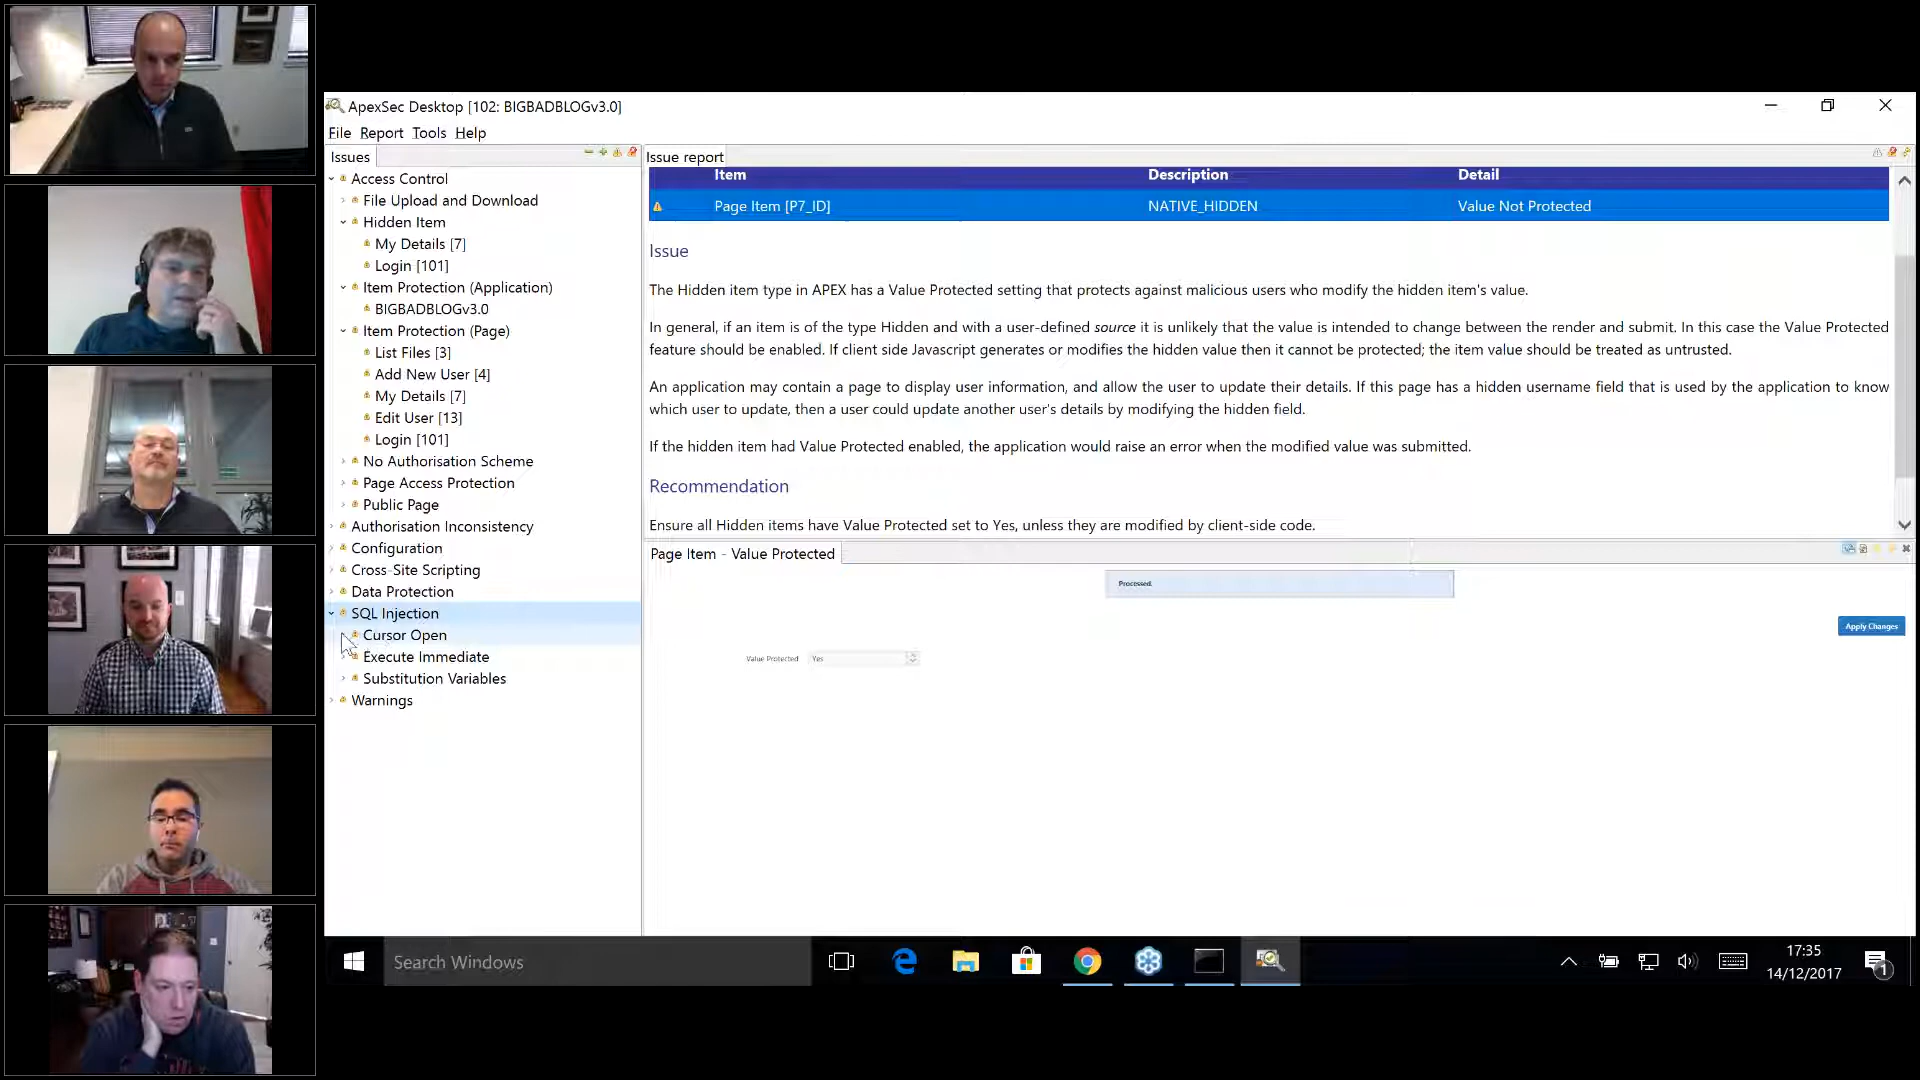 ApexSec Desktop [102: BIGBADBLOGv3.0]
File Report Tools Help
Issues
Access Control
File Upload and Download
Hidden Item
My Details [7]
Login [101]
Item Protection (Application)
BIGBADBLOGv3.0
Item Protection (Page)
List Files [3]
Add New User [4]
My Details [7]
Edit User [13]
Login [101]
No Authorisation Scheme
Page Access Protection
Public Page
Authorisation Inconsistency
Configuration
Cross-Site Scripting
Data Protection
SQL Injection
Cursor Open
Execute Immediate
Substitution Variables
Warnings
Issue report
Item Description Detail
Page Item [P7_ID] NATIVE_HIDDEN Value Not Protected
Issue
The Hidden item type in APEX has a Value Protected setting that protects against malicious users who modify the hidden item's value.
In general, if an item is of the type Hidden and with a user-defined source it is unlikely that the value is intended to change between the render and submit. In this case the Value Protected
feature should be enabled. If client side Javascript generates or modifies the hidden value then it cannot be protected; the item value should be treated as untrusted.
An application may contain a page to display user information, and allow the user to update their details. If this page has a hidden username field that is used by the application to know
which user to update, then a user could update another user's details by modifying the hidden field.
If the hidden item had Value Protected enabled, the application would raise an error when the modified value was submitted.
Recommendation
Ensure all Hidden items have Value Protected set to Yes, unless they are modified by client-side code.
Page Item - Value Protected
Processed.
Apply Changes
Value Protected Yes
Search Windows
17:35
14/12/2017
1